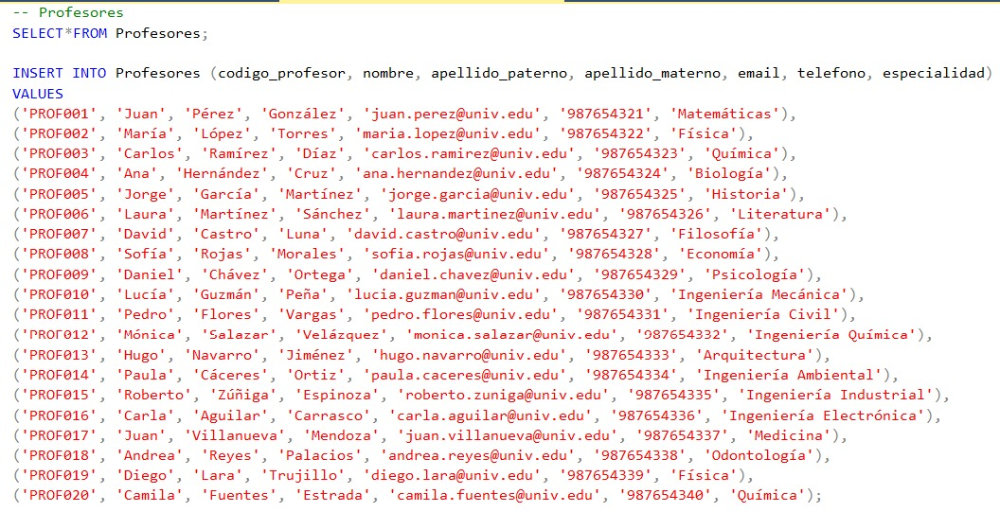 -- Profesores
SELECT*FROM Profesores;
INSERT INTO Profesores (codigo_profesor, nombre, apellido_paterno, apellido_materno, email, telefono, especialidad)
VALUES
('PROF001', 'Juan', 'Pérez', 'González', 'juan.perez@univ.edu', '987654321', 'Matemáticas'),
('PROF002', 'María', 'López', 'Torres', 'maria.lopez@univ.edu', '987654322', 'Física'),
('PROF003', 'Carlos', 'Ramírez', 'Díaz', 'carlos.ramirez@univ.edu', '987654323', 'Química'),
('PROF004', 'Ana', 'Hernández', 'Cruz', 'ana.hernandez@univ.edu', '987654324', 'Biología'),
('PROF005', 'Jorge', 'García', 'Martínez', 'jorge.garcia@univ.edu', '987654325', 'Historia'),
('PROF006', 'Laura', 'Martínez', 'Sánchez', 'laura.martinez@univ.edu', '987654326', 'Literatura'),
('PROF007', 'David', 'Castro', 'Luna', 'david.castro@univ.edu', '987654327', 'Filosofía'),
('PROF008', 'Sofía', 'Rojas', 'Morales', 'sofia.rojas@univ.edu', '987654328', 'Economía'),
('PROF009', 'Daniel', 'Chávez', 'Ortega', 'daniel.chavez@univ.edu', '987654329', 'Psicología'),
('PROF010', 'Lucía', 'Guzmán', 'Peña', 'lucia.guzman@univ.edu', '987654330', 'Ingeniería Mecánica'),
('PROF011', 'Pedro', 'Flores', 'Vargas', 'pedro.flores@univ.edu', '987654331', 'Ingeniería Civil'),
('PROF012', 'Mónica', 'Salazar', 'Velázquez', 'monica.salazar@univ.edu', '987654332', 'Ingeniería Química'),
('PROF013', 'Hugo', 'Navarro', 'Jiménez', 'hugo.navarro@univ.edu', '987654333', 'Arquitectura'),
('PROF014', 'Paula', 'Cáceres', 'Ortiz', 'paula.caceres@univ.edu', '987654334', 'Ingeniería Ambiental'),
('PROF015', 'Roberto', 'Zúñiga', 'Espinoza', 'roberto.zuniga@univ.edu', '987654335', 'Ingeniería Industrial'),
('PROF016', 'Carla', 'Aguilar', 'Carrasco', 'carla.aguilar@univ.edu', '987654336', 'Ingeniería Electrónica'),
('PROF017', 'Juan', 'Villanueva', 'Mendoza', 'juan.villanueva@univ.edu', '987654337', 'Medicina'),
('PROF018', 'Andrea', 'Reyes', 'Palacios', 'andrea.reyes@univ.edu', '987654338', 'Odontología'),
('PROF019', 'Diego', 'Lara', 'Trujillo', 'diego.lara@univ.edu', '987654339', 'Física'),
('PROF020', 'Camila', 'Fuentes', 'Estrada', 'camila.fuentes@univ.edu', '987654340', 'Química');